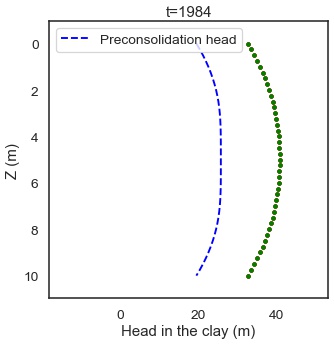 t=1984
Preconsolidation head
0
2
4
6
8
10
Z (m)
0
20
40
Head in the clay (m)